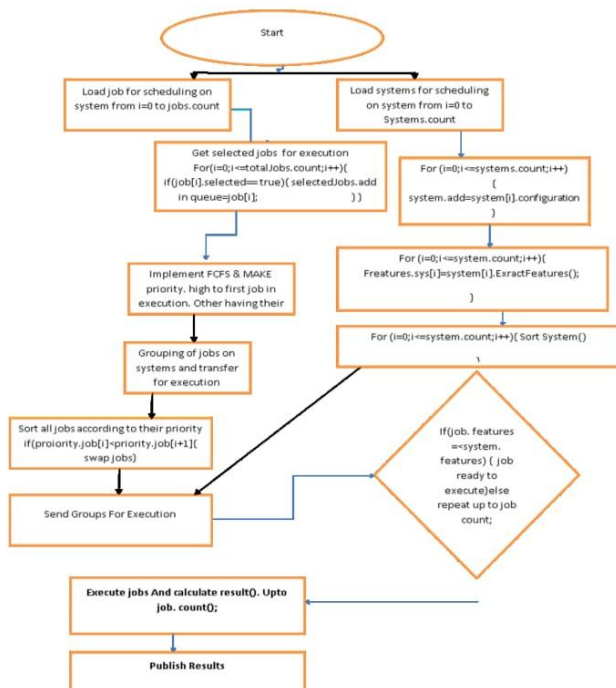 Start
Load job for scheduling on
system from i=0 to jobs.count
Load systems for scheduling
on system from i=0 to
Systems.count
Get selected jobs for execution
For(i=0;i<=totalJobs.count;i++){
if(job[i].selected== true){ selectedJobs.add
in queue=job[i]; } }
For (i=0;i<=systems.count;i++)
{
system.add=system[i].configuration
}
Implement FCFS & MAKE
priority. high to first job in
execution. Other having their
For (i=0;i<=system.count;i++){
Freatures.sys[i]=system[i].ExractFeatures();
}
For (i=0;i<=system.count;i++){ Sort System()
}
Grouping of jobs on
systems and transfer
for execution
Sort all jobs according to their priority
if(proiority.job[i]<priority.job[i+1]{
swap jobs}
If(job. features
=<system.
features) { job
ready to
execute}else
repeat up to job
count;
Send Groups For Execution
Execute jobs And calculate result(). Upto
job. count();
Publish Results